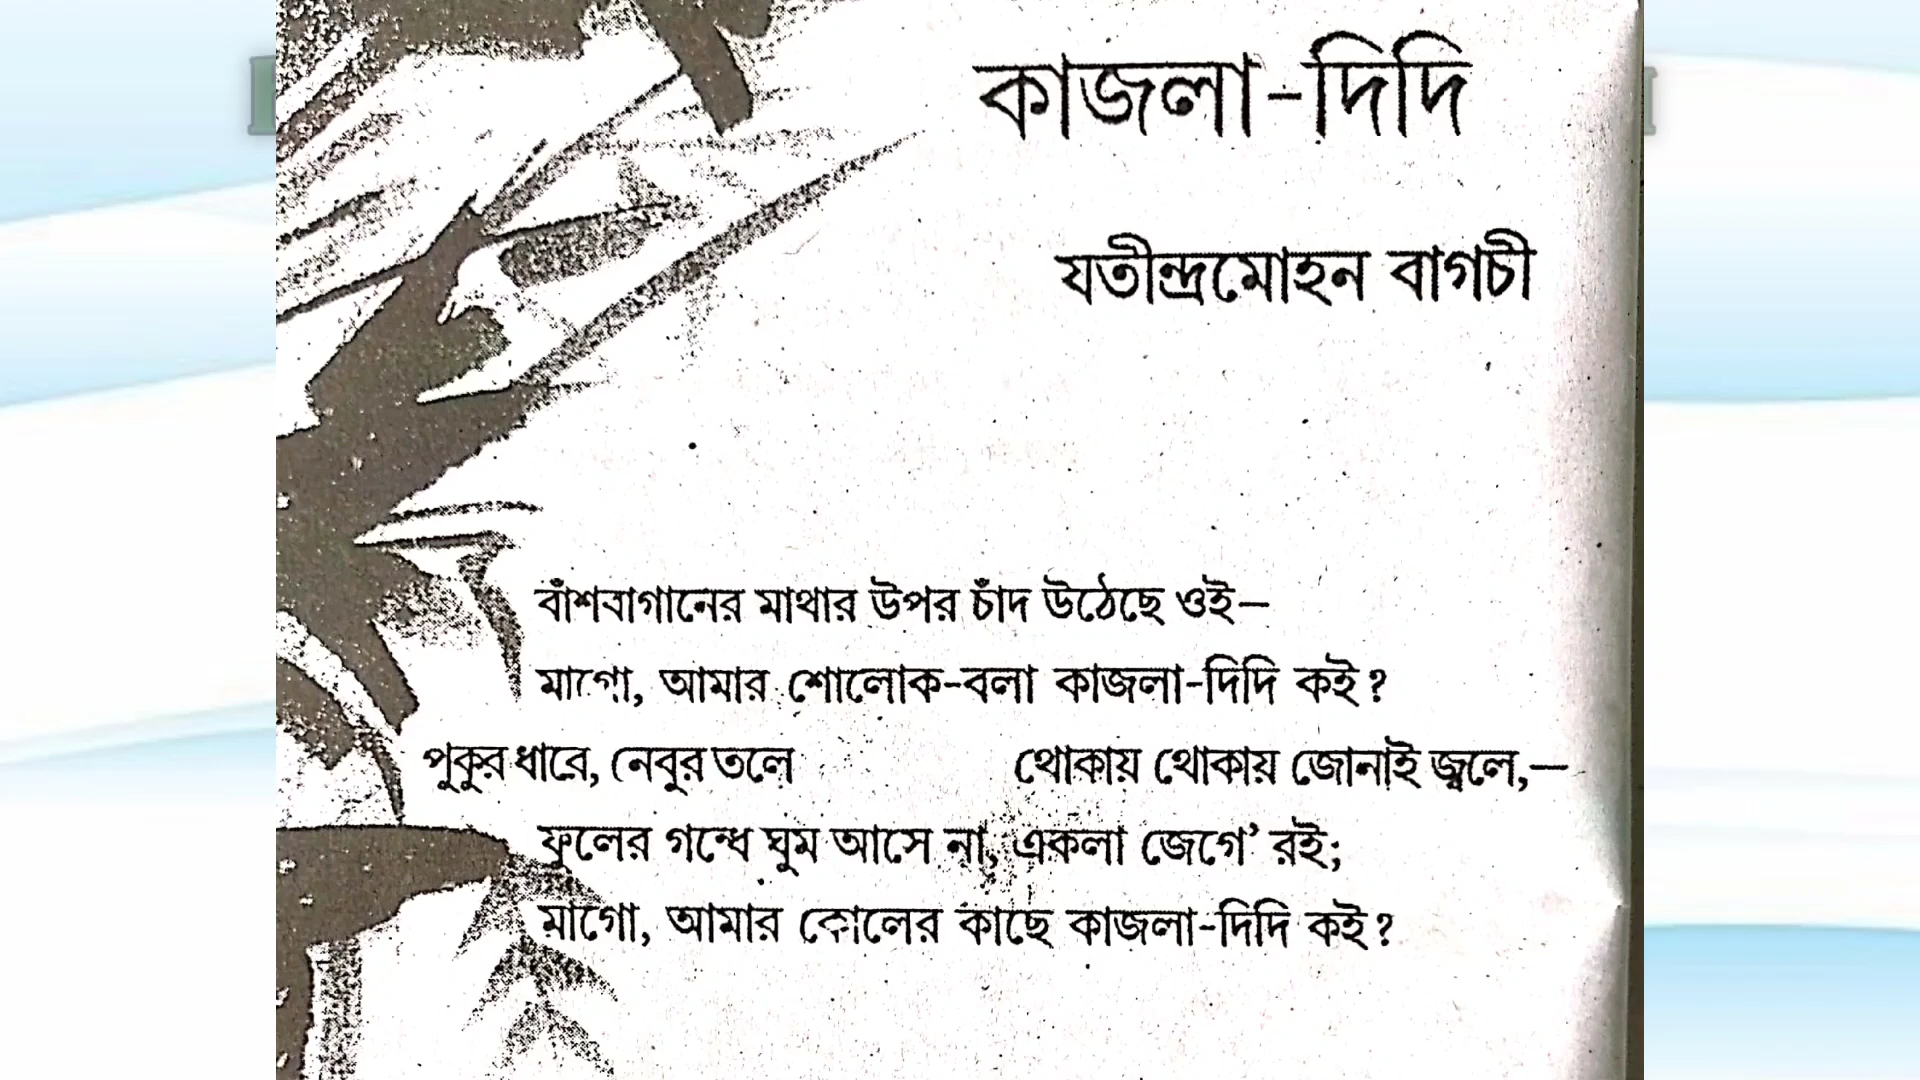 কাজলা-দিদি
যতীন্দ্রমোহন বাগচী
বাঁশবাগানের মাথার উপর চাঁদ উঠেছে ওই—
মাগো, আমার শোলোক-বলা কাজলা-দিদি কই?
পুকুর ধারে, নেবুর তলে থোকায় থোকায় জোনাই জ্বলে,—
ফুলের গন্ধে ঘুম আসে না, একলা জেগে’ রই;
মাগো, আমার কোলের কাছে কাজলা-দিদি কই?